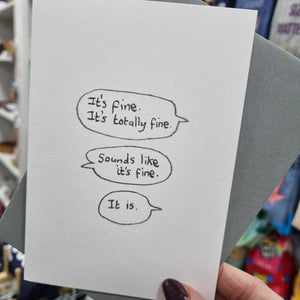 It's fine.
It's totally fine.
Sounds like
it's fine.
It is.